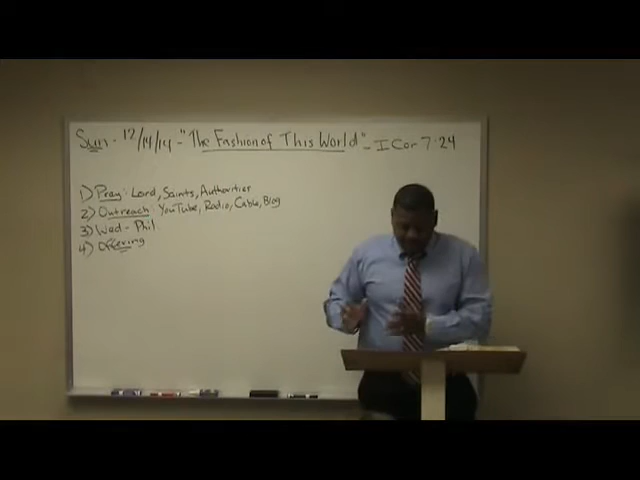 Sun - 12/14/14 - "The Fashion of This World" - I Cor 7:24
1) Pray: Lord, Saints, Authorities
2) Outreach: YouTube, Radio, Cable, Blog
3) Wed - Phil
4) Offering